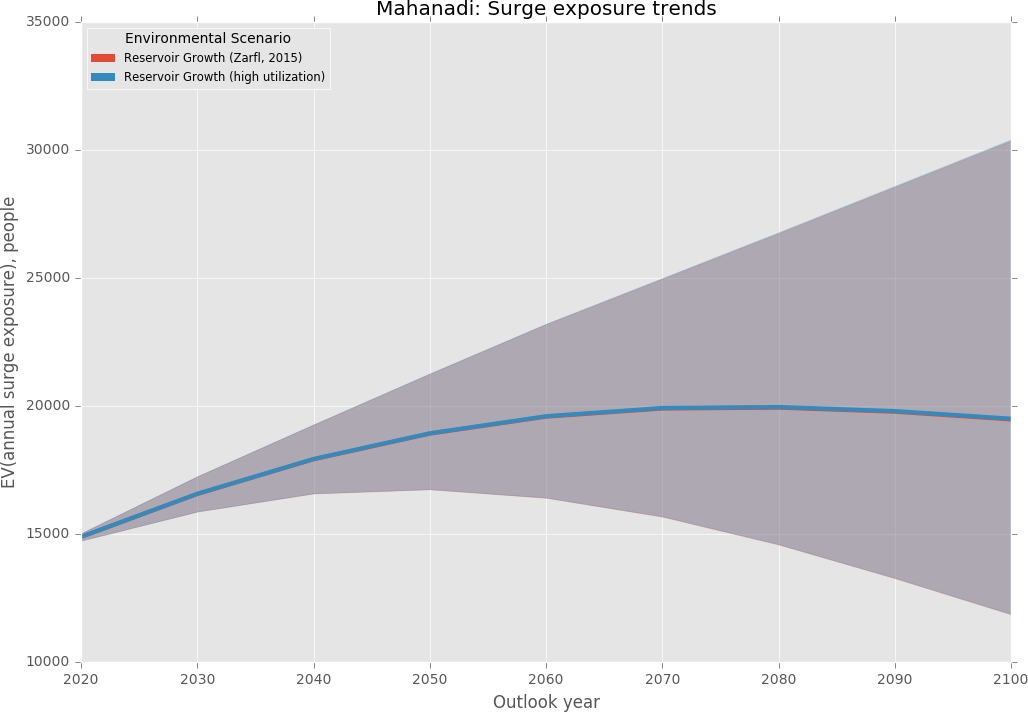 Mahanadi: Surge exposure trends
35000
30000
25000
20000
15000
10000
EV(annual surge exposure), people
Environmental Scenario
Reservoir Growth (Zarfl, 2015)
Reservoir Growth (high utilization)
2020 2030 2040 2050 2060 2070 2080 2090 2100
Outlook year